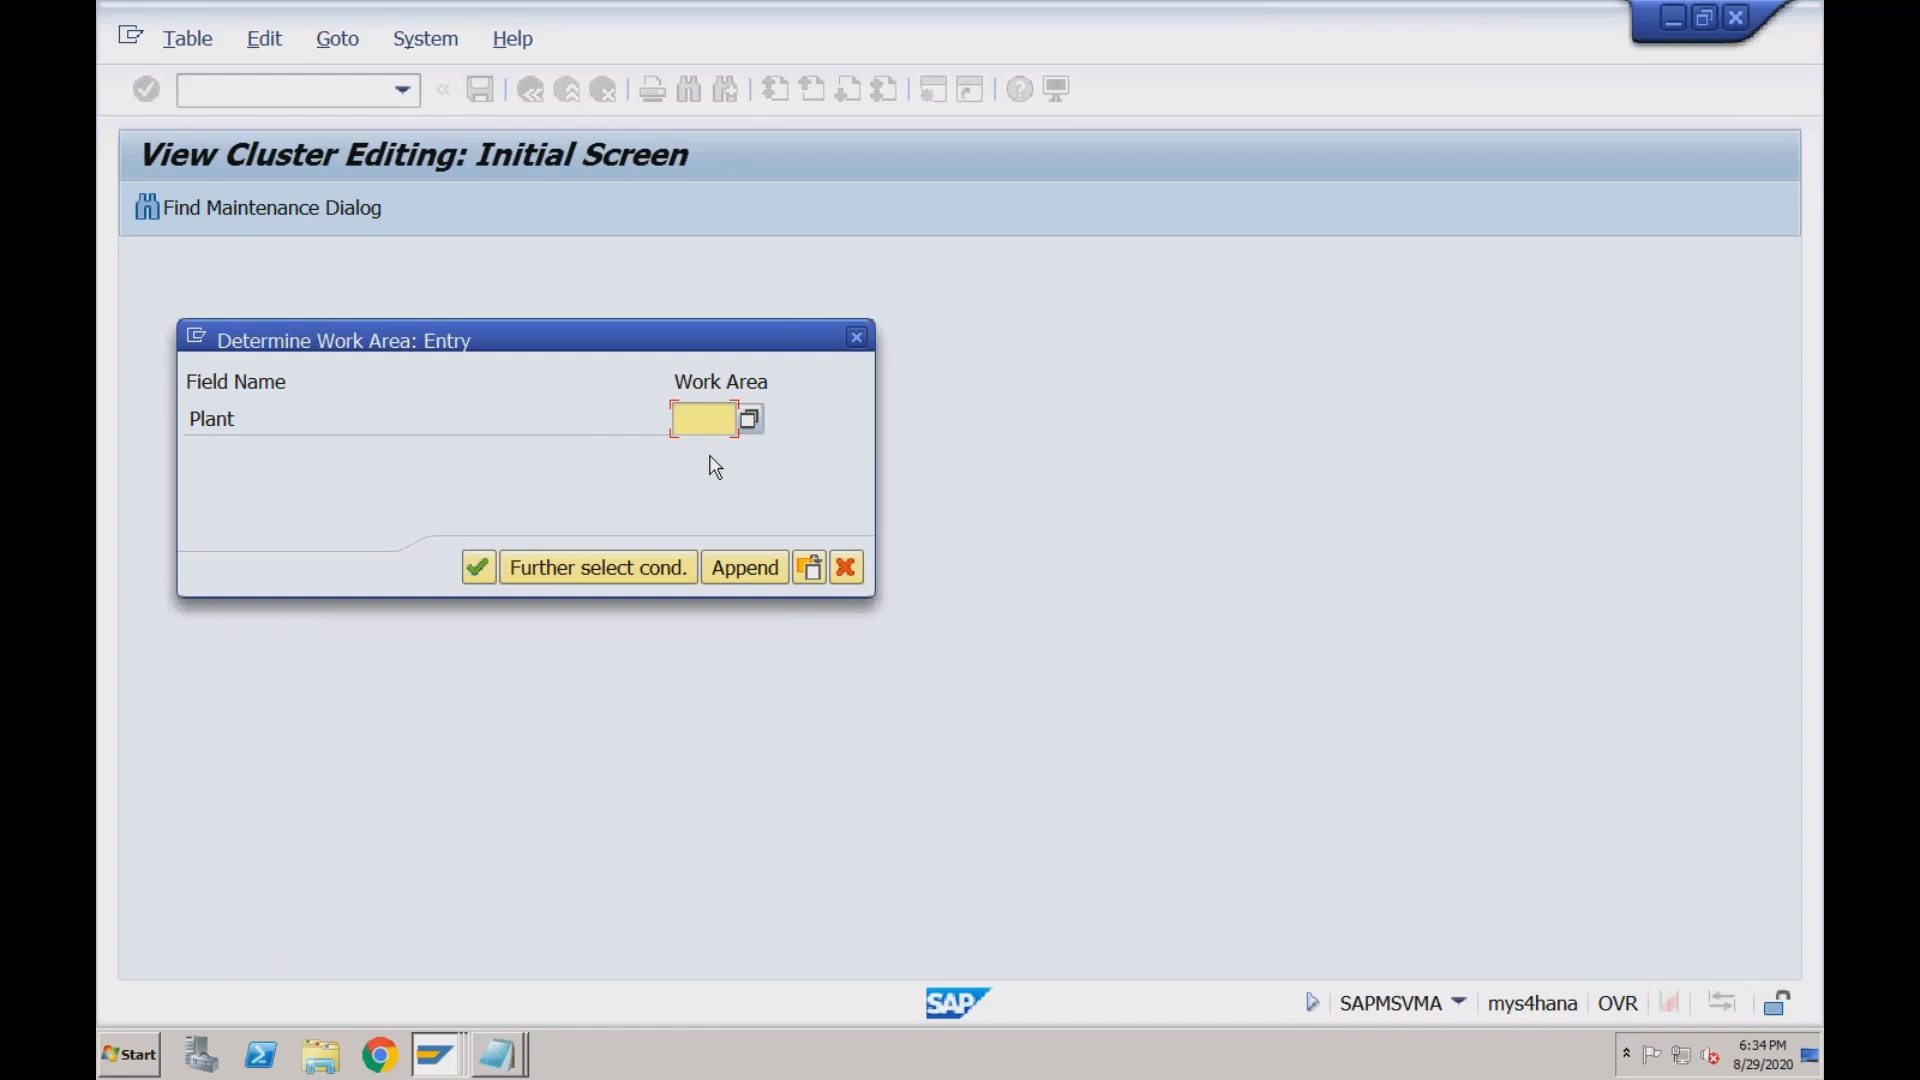 Table Edit Goto System Help
View Cluster Editing: Initial Screen
Find Maintenance Dialog
Determine Work Area: Entry
Field Name Work Area
Plant
Further select cond. Append
SAP SAPMSVMA mys4hana OVR
Start 6:34 PM
8/29/2020